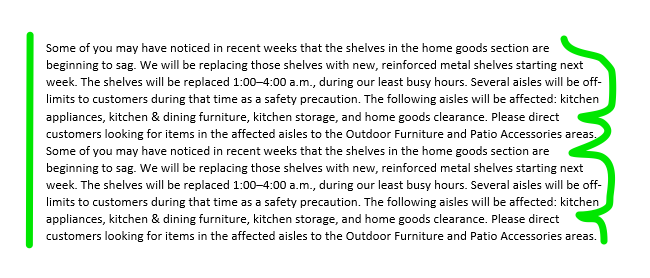 Some of you may have noticed in recent weeks that the shelves in the home goods section are
beginning to sag. We will be replacing those shelves with new, reinforced metal shelves starting next
week. The shelves will be replaced 1:00–4:00 a.m., during our least busy hours. Several aisles will be off-
limits to customers during that time as a safety precaution. The following aisles will be affected: kitchen
appliances, kitchen & dining furniture, kitchen storage, and home goods clearance. Please direct
customers looking for items in the affected aisles to the Outdoor Furniture and Patio Accessories areas.
Some of you may have noticed in recent weeks that the shelves in the home goods section are
beginning to sag. We will be replacing those shelves with new, reinforced metal shelves starting next
week. The shelves will be replaced 1:00–4:00 a.m., during our least busy hours. Several aisles will be off-
limits to customers during that time as a safety precaution. The following aisles will be affected: kitchen
appliances, kitchen & dining furniture, kitchen storage, and home goods clearance. Please direct
customers looking for items in the affected aisles to the Outdoor Furniture and Patio Accessories areas.